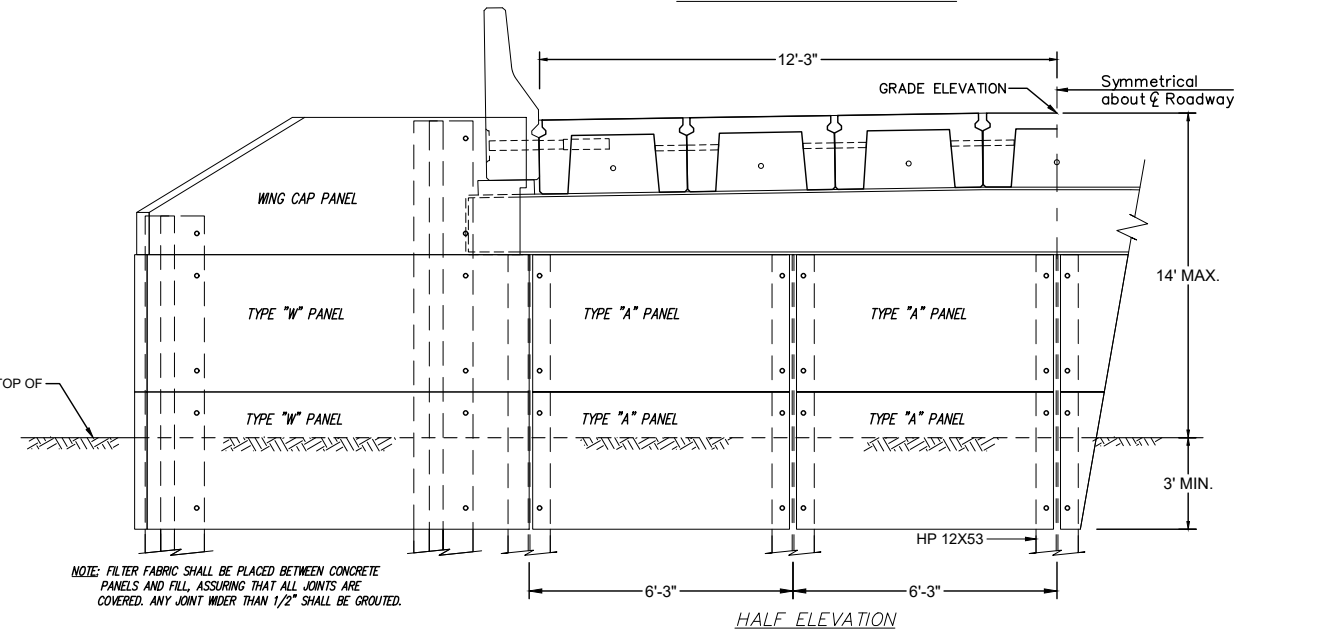 12'-3"
GRADE ELEVATION
Symmetrical
about ℄ Roadway
WING CAP PANEL
14' MAX.
TYPE "W" PANEL
TYPE "A" PANEL
TYPE "A" PANEL
TOP OF
TYPE "W" PANEL
TYPE "A" PANEL
TYPE "A" PANEL
3' MIN.
HP 12X53
NOTE: FILTER FABRIC SHALL BE PLACED BETWEEN CONCRETE
PANELS AND FILL, ASSURING THAT ALL JOINTS ARE
COVERED. ANY JOINT WIDER THAN 1/2" SHALL BE GROUTED.
6'-3"
6'-3"
HALF ELEVATION